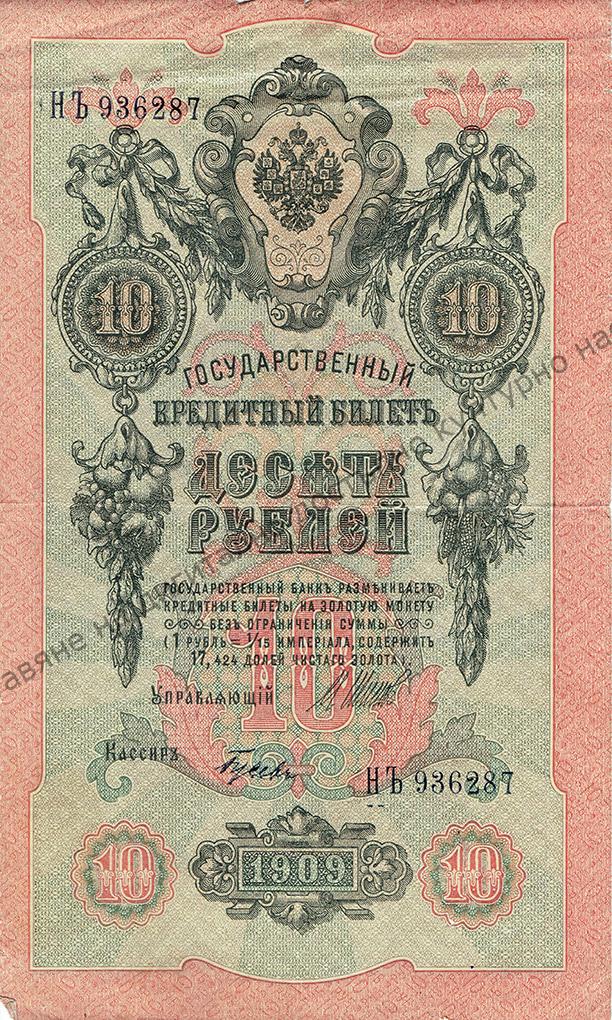 НЪ 936287
10 10
ГОСУДАРСТВЕННЫЙ
КРЕДИТНЫЙ БИЛЕТЪ
ДЕСЯТЬ
РУБЛЕЙ
ГОСУДАРСТВЕННЫЙ БАНКЪ РАЗМѢНИВАЕТЪ
КРЕДИТНЫЕ БИЛЕТЫ НА ЗОЛОТУЮ МОНЕТУ
БЕЗЪ ОГРАНИЧЕНІЯ СУММЫ
(1 РУБЛЬ = 1/15 ИМПЕРІАЛА, СОДЕРЖИТЪ
17,424 ДОЛЕЙ ЧИСТАГО ЗОЛОТА).
10
УПРАВЛЯЮЩІЙ
КАССИРЪ
НЪ 936287
10 1909 10